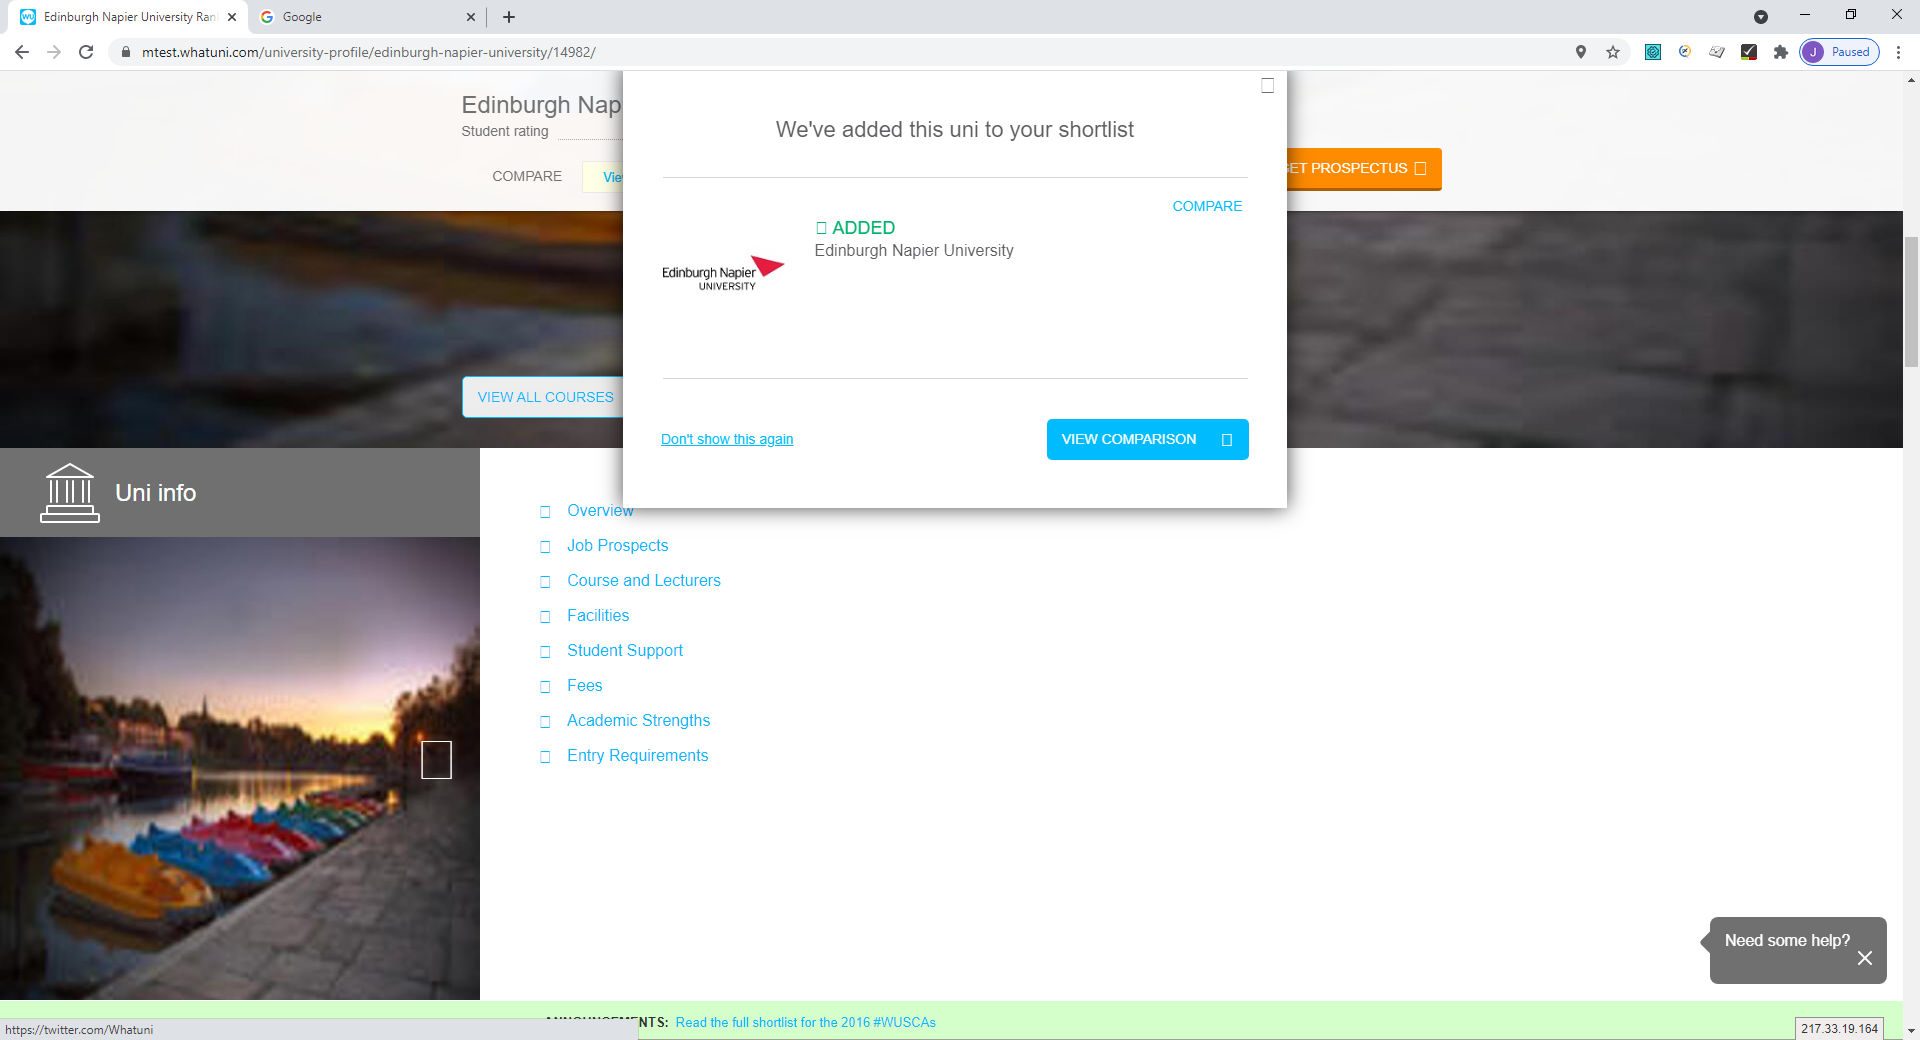 Edinburgh Napier University Ran
Google
mtest.whatuni.com/university-profile/edinburgh-napier-university/14982/
J Paused
Edinburgh Nap
Student rating
COMPARE
Vie
We've added this uni to your shortlist
GET PROSPECTUS
COMPARE
ADDED
Edinburgh Napier University
Edinburgh Napier
UNIVERSITY
VIEW ALL COURSES
Don't show this again
VIEW COMPARISON
Uni info
Overview
Job Prospects
Course and Lecturers
Facilities
Student Support
Fees
Academic Strengths
Entry Requirements
Need some help?
ANNOUNCEMENTS: Read the full shortlist for the 2016 #WUSCAs
https://twitter.com/Whatuni
217.33.19.164